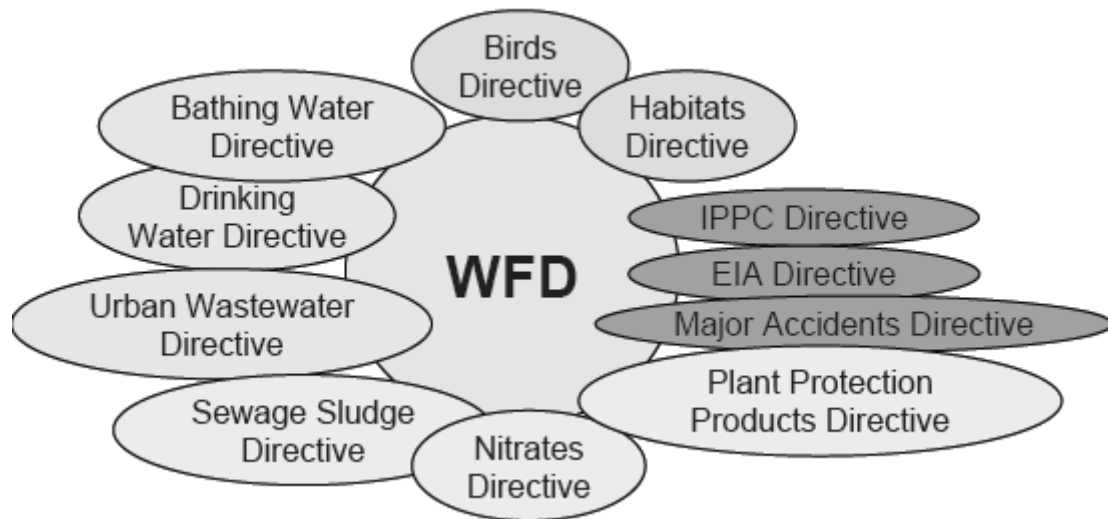 Birds
Directive
Bathing Water
Directive
Habitats
Directive
Drinking
Water Directive
IPPC Directive
WFD
EIA Directive
Urban Wastewater
Directive
Major Accidents Directive
Plant Protection
Products Directive
Sewage Sludge
Directive
Nitrates
Directive